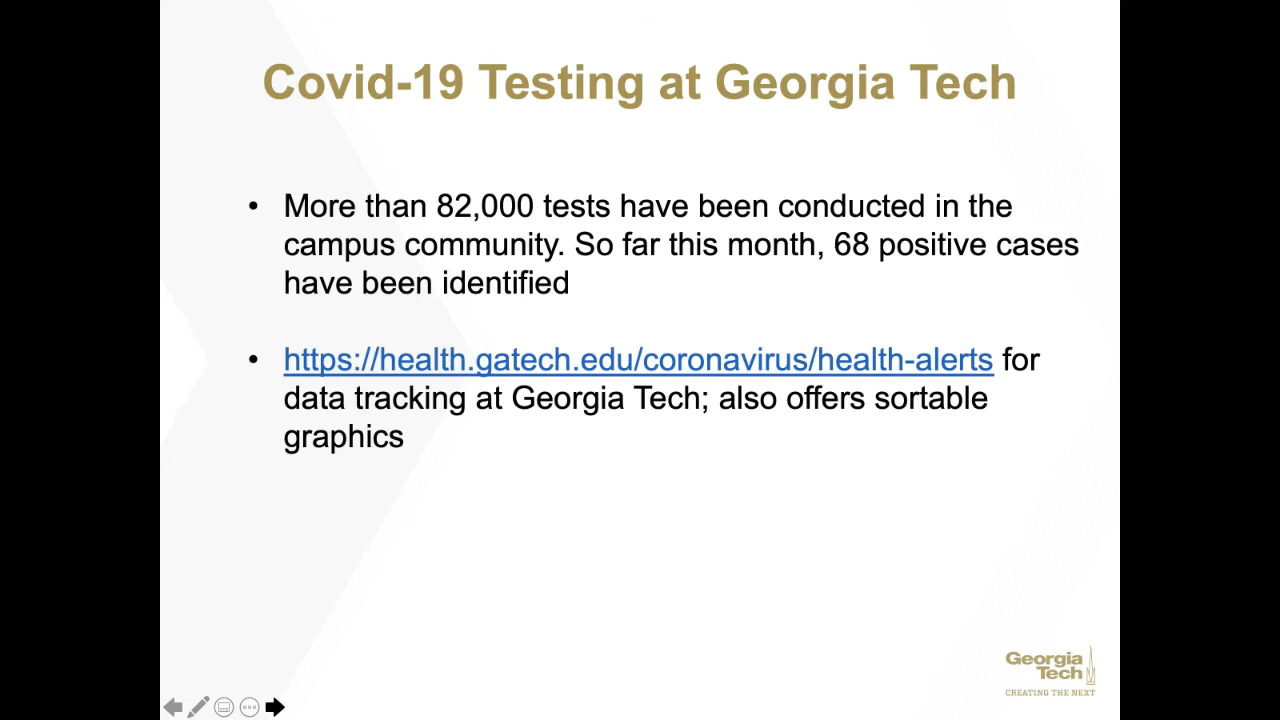 Covid-19 Testing at Georgia Tech
• More than 82,000 tests have been conducted in the
campus community. So far this month, 68 positive cases
have been identified
• https://health.gatech.edu/coronavirus/health-alerts for
data tracking at Georgia Tech; also offers sortable
graphics
Georgia
Tech
CREATING THE NEXT